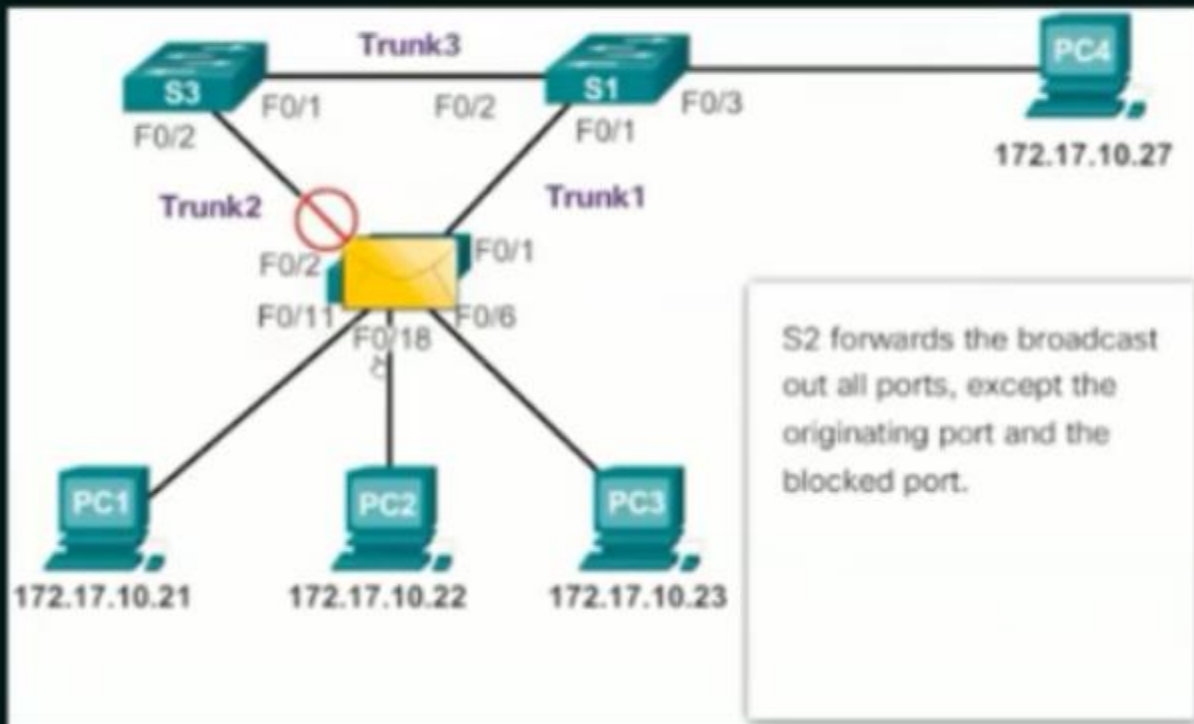 Trunk3
PC4
S3
S1
F0/1
F0/2
F0/3
F0/2
F0/1
172.17.10.27
Trunk2
Trunk1
F0/2
F0/1
F0/11
F0/18
F0/6
S2 forwards the broadcast
out all ports, except the
originating port and the
blocked port.
PC1
PC2
PC3
172.17.10.21
172.17.10.22
172.17.10.23